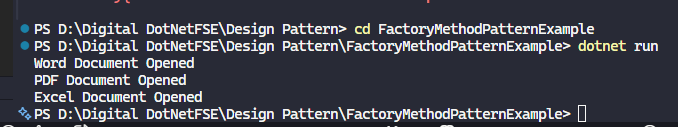 PS D:\Digital DotNetFSE\Design Pattern> cd FactoryMethodPatternExample
PS D:\Digital DotNetFSE\Design Pattern\FactoryMethodPatternExample> dotnet run
Word Document Opened
PDF Document Opened
Excel Document Opened
PS D:\Digital DotNetFSE\Design Pattern\FactoryMethodPatternExample>